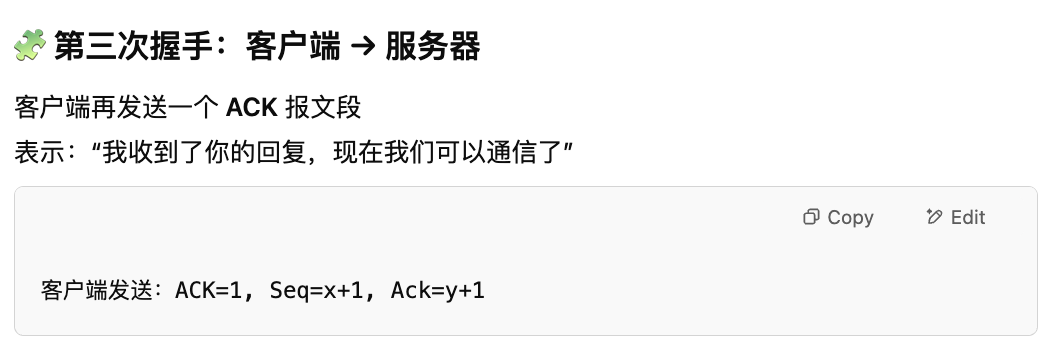 🧩 第三次握手：客户端 → 服务器
客户端再发送一个 ACK 报文段
表示：“我收到了你的回复，现在我们可以通信了”
Copy Edit
客户端发送：ACK=1, Seq=x+1, Ack=y+1